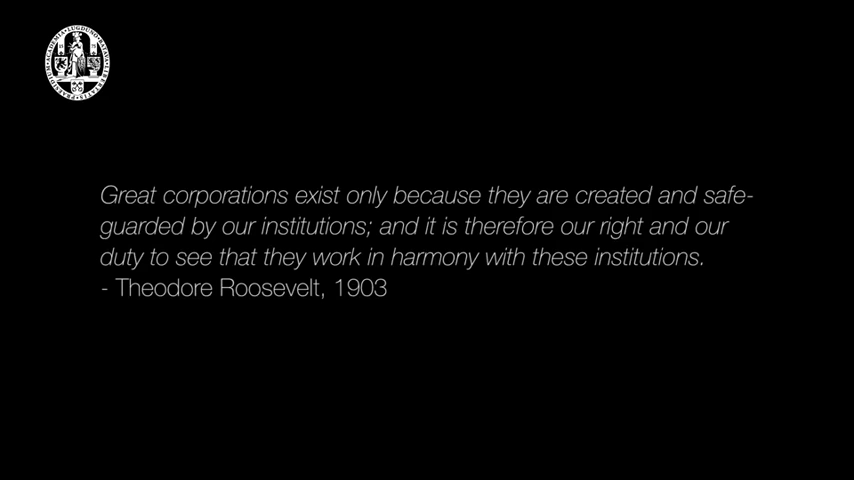 Great corporations exist only because they are created and safe-
guarded by our institutions; and it is therefore our right and our
duty to see that they work in harmony with these institutions.
- Theodore Roosevelt, 1903